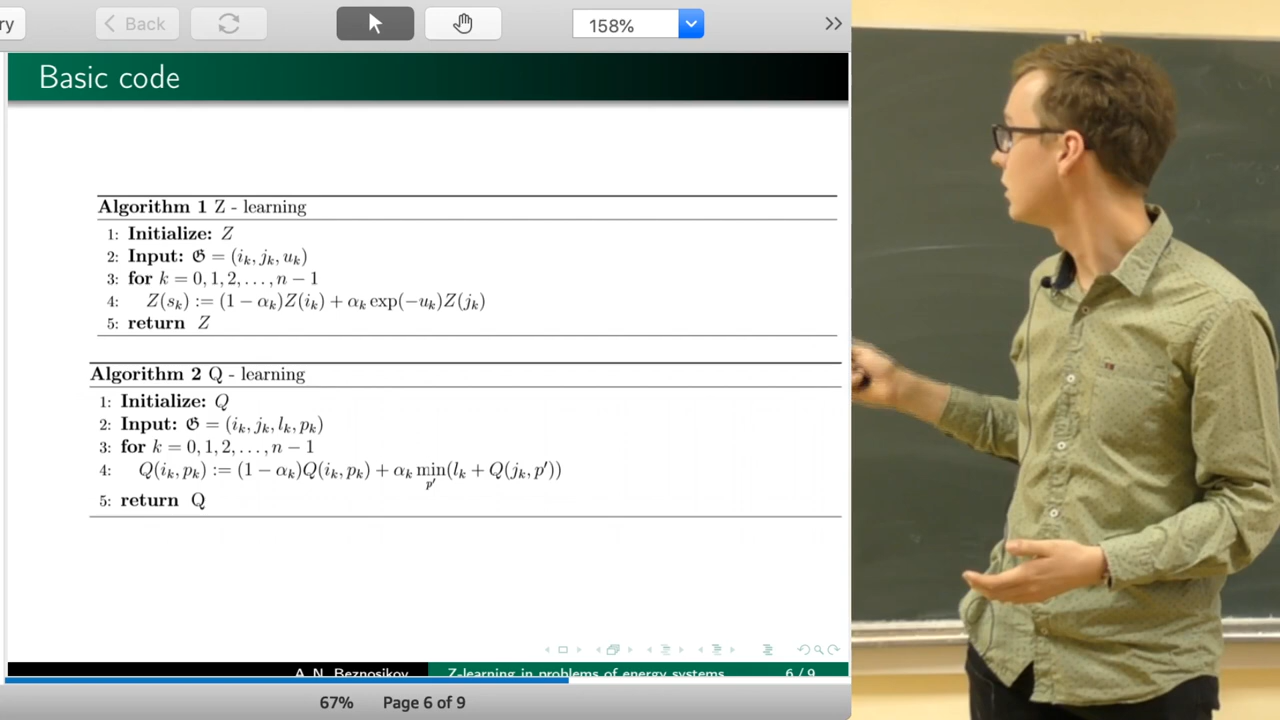 ry
Back
158%
Basic code
Algorithm 1 Z - learning
1: Initialize: Z
2: Input: 𝕲 = (i_k, j_k, u_k)
3: for k = 0, 1, 2, . . . , n − 1
4: Z(s_k) := (1 − α_k)Z(i_k) + α_k exp(−u_k)Z(j_k)
5: return Z
Algorithm 2 Q - learning
1: Initialize: Q
2: Input: 𝕲 = (i_k, j_k, l_k, p_k)
3: for k = 0, 1, 2, . . . , n − 1
4: Q(i_k, p_k) := (1 − α_k)Q(i_k, p_k) + α_k min_{p′}(l_k + Q(j_k, p′))
5: return Q
A. N. Beznosikov Z-learning in problems of energy systems 6 / 9
67% Page 6 of 9